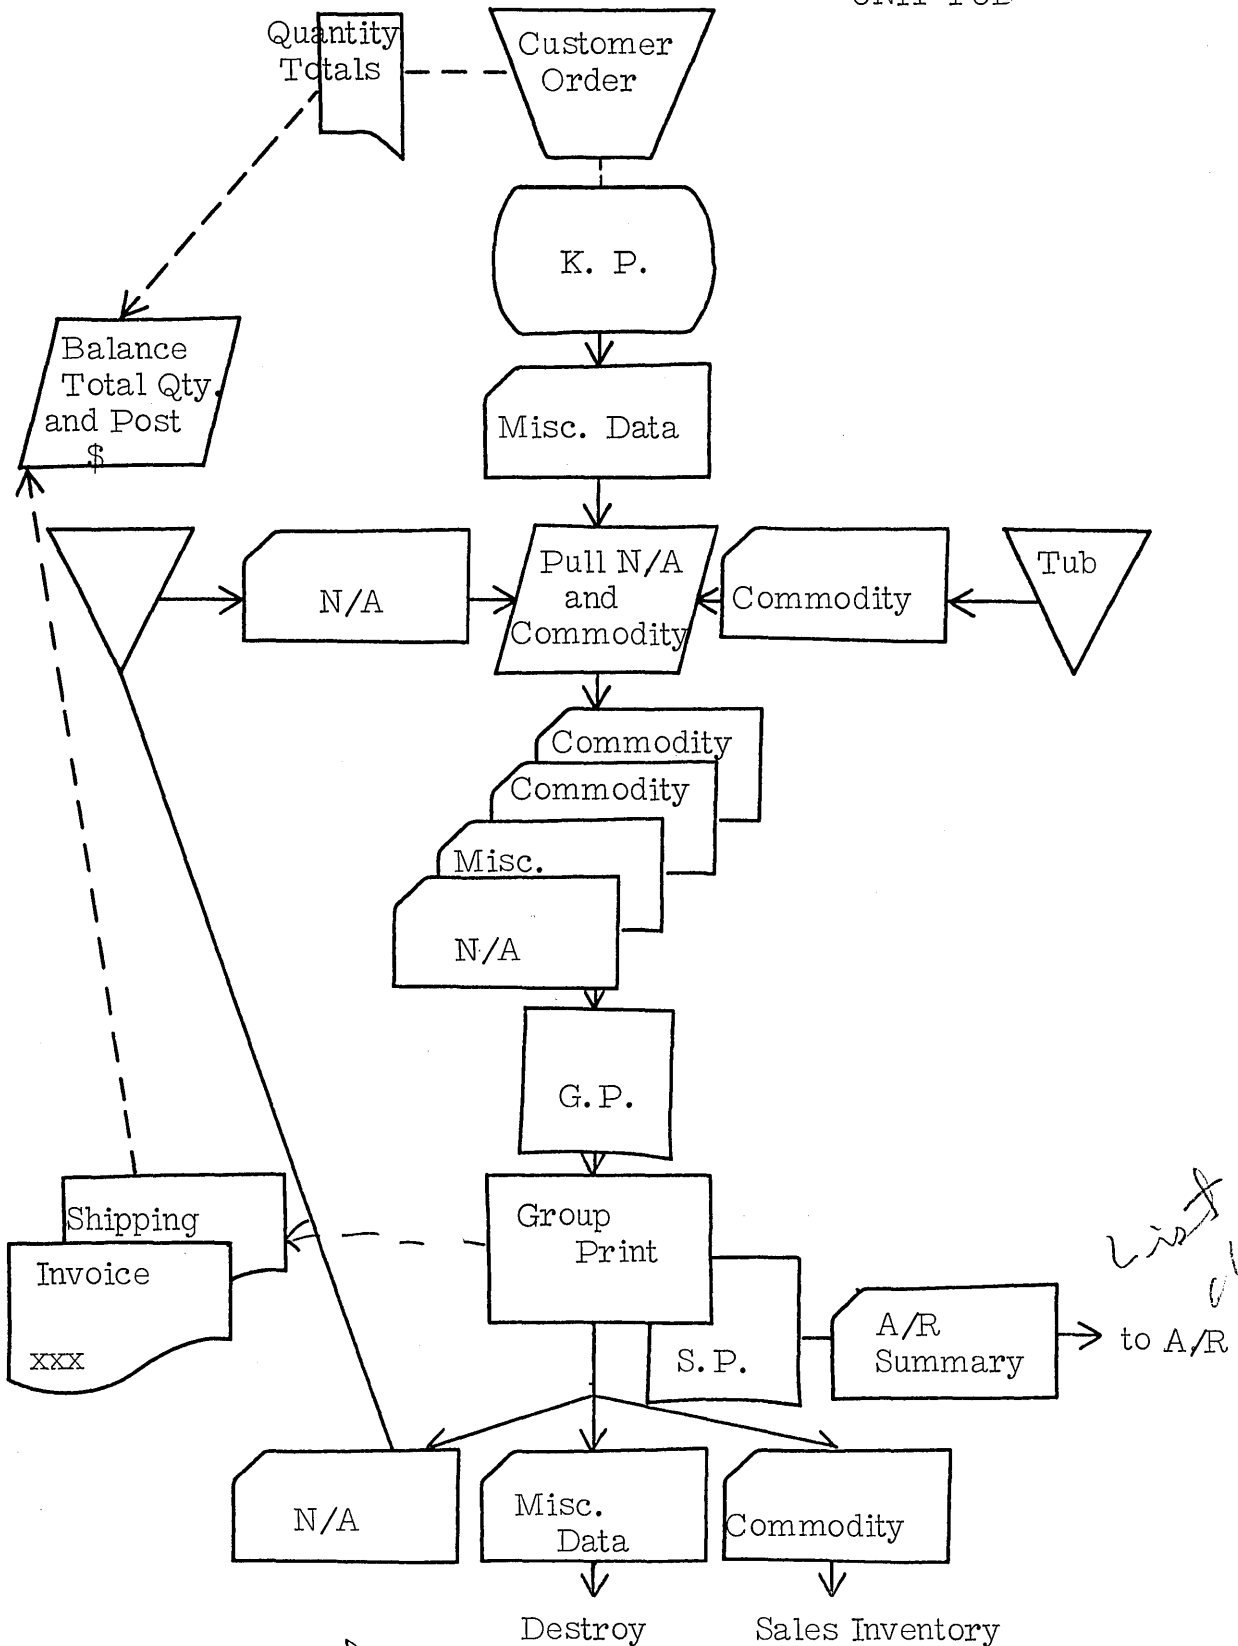 Quantity
Totals
Customer
Order
K. P.
Balance
Total Qty.
and Post
$
Misc. Data
N/A
Pull N/A
and
Commodity
Commodity
Tub
Commodity
Commodity
Misc.
N/A
G.P.
Shipping
Invoice
xxx
Group
Print
S.P.
A/R
Summary
List
to A/R
N/A
Misc.
Data
Commodity
Destroy
Sales Inventory